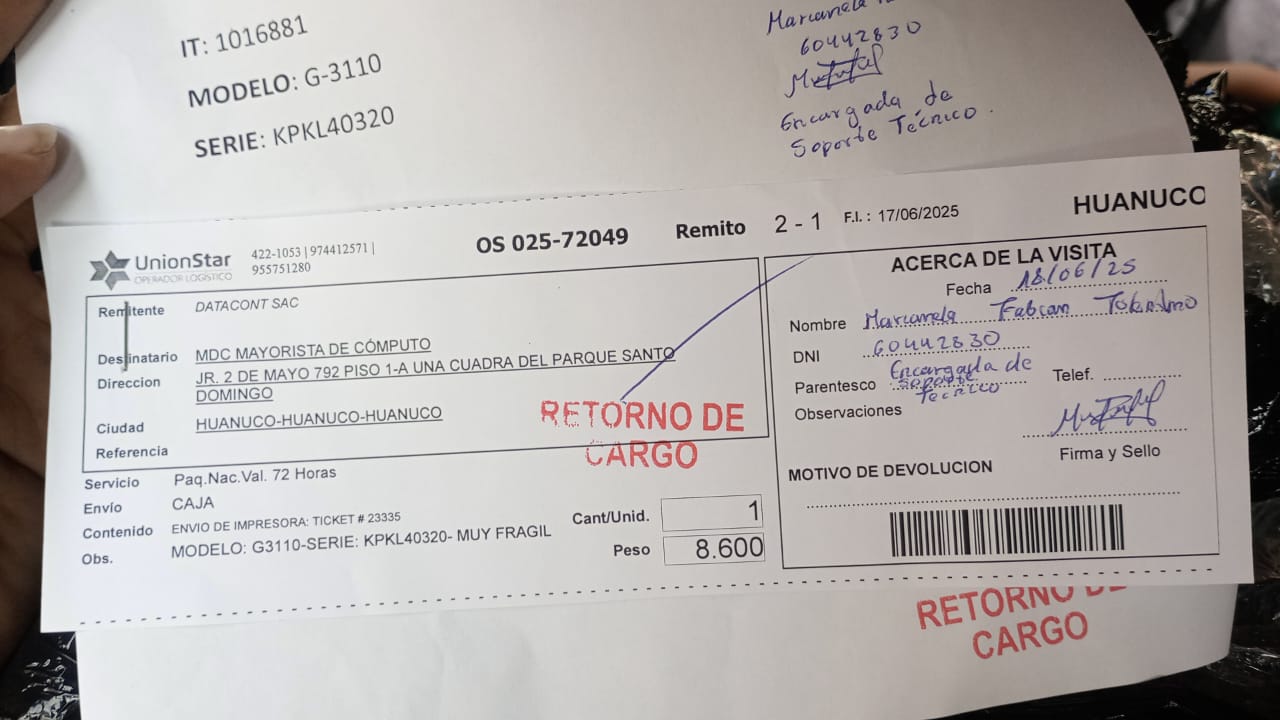 IT: 1016881
MODELO: G-3110
SERIE: KPKL40320
Marianela
60442830
Encargada de
Soporte Técnico.
UnionStar
OPERADOR LOGÍSTICO
422-1053 | 974412571 |
955751280
OS 025-72049
Remito 2 - 1
F.I.: 17/06/2025
HUANUCO
Remitente DATACONT SAC
Destinatario MDC MAYORISTA DE CÓMPUTO
Direccion JR. 2 DE MAYO 792 PISO 1-A UNA CUADRA DEL PARQUE SANTO
DOMINGO
Ciudad HUANUCO-HUANUCO-HUANUCO
Referencia
RETORNO DE
CARGO
Servicio Paq.Nac.Val. 72 Horas
Envío CAJA
Contenido ENVIO DE IMPRESORA: TICKET # 23335
Obs. MODELO: G3110-SERIE: KPKL40320- MUY FRAGIL
Cant/Unid. 1
Peso 8.600
ACERCA DE LA VISITA
Fecha 18/06/25
Nombre Marianela Fabian
DNI 60442830
Parentesco Encargada de
Soporte
Técnico
Telef.
Observaciones
Firma y Sello
MOTIVO DE DEVOLUCION
RETORNO DE
CARGO